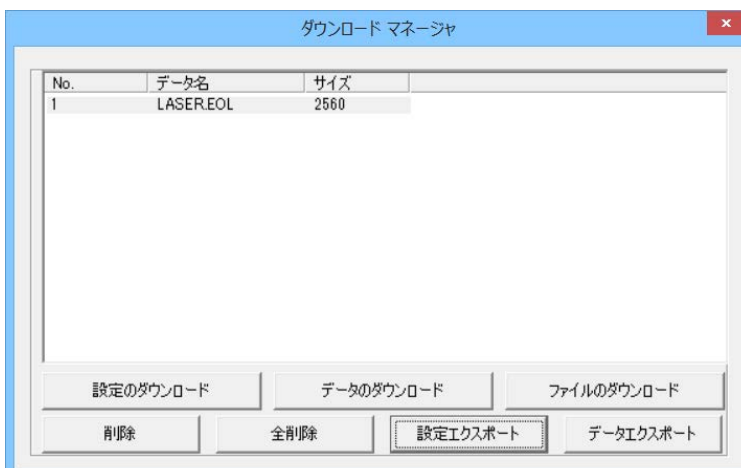 ダウンロード マネージャ
No. データ名 サイズ
1 LASER.EOL 2560
設定のダウンロード データのダウンロード ファイルのダウンロード
削除 全削除 設定エクスポート データエクスポート